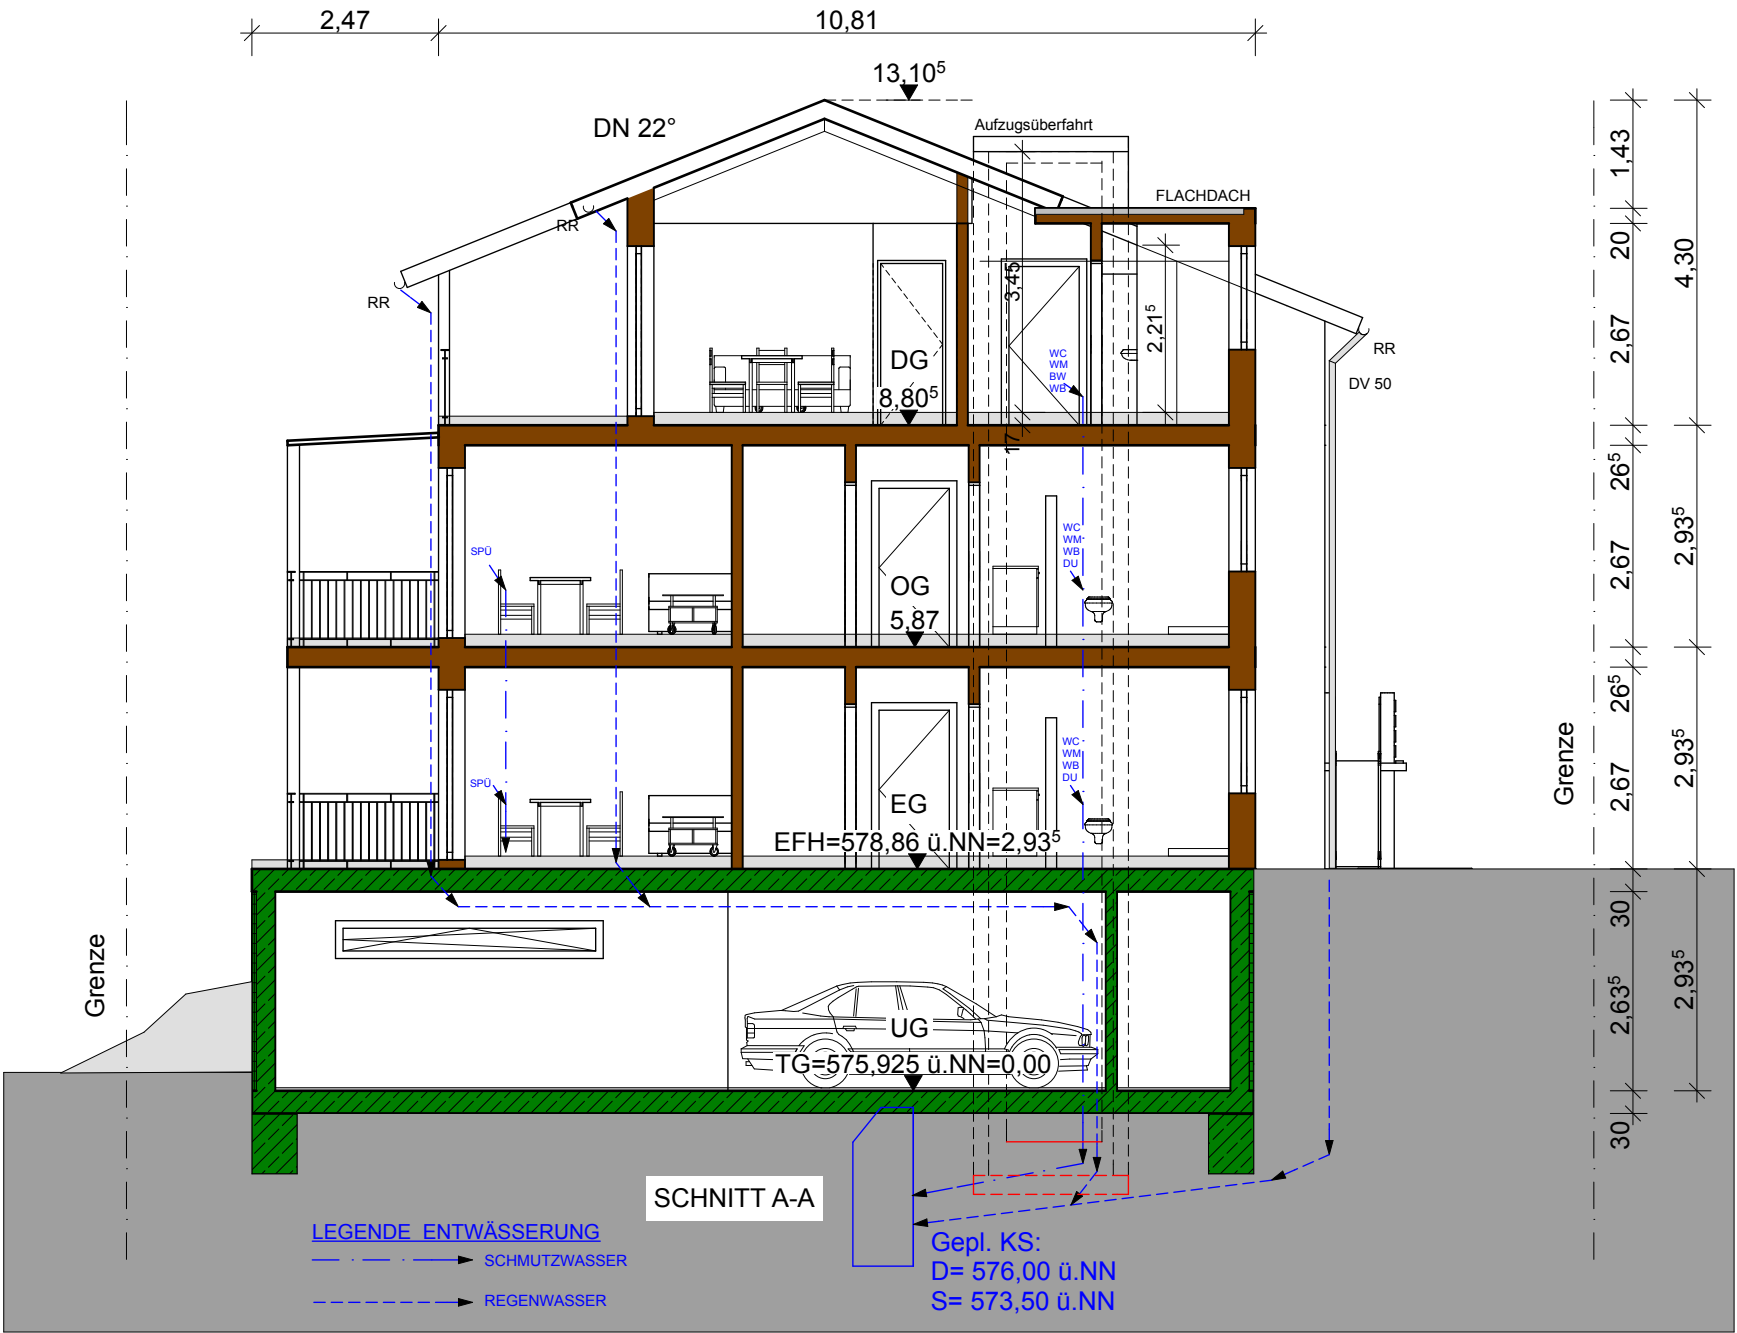 2,47
10,81
13,10⁵
DN 22°
Aufzugsüberfahrt
FLACHDACH
RR
RR
RR
DV 50
3,45
2,21⁵
17
WC
WM
BW
WB
DG
8,80⁵
SPÜ
WC
WM
WB
DU
OG
5,87
SPÜ
WC
WM
WB
DU
EG
EFH=578,86 ü.NN=2,93⁵
UG
TG=575,925 ü.NN=0,00
Grenze
Grenze
1,43
20
2,67
4,30
26⁵
2,67
2,93⁵
26⁵
2,67
2,93⁵
30
2,63⁵
2,93⁵
30
SCHNITT A-A
LEGENDE ENTWÄSSERUNG
SCHMUTZWASSER
REGENWASSER
Gepl. KS:
D= 576,00 ü.NN
S= 573,50 ü.NN